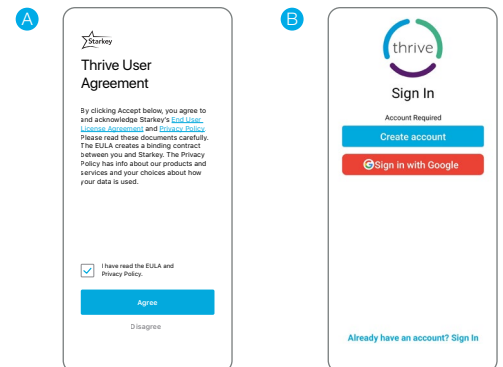 A
Starkey
Thrive User
Agreement
By clicking Accept below, you agree to
and acknowledge Starkey's End User
License Agreement and Privacy Policy
Please read these documents carefully.
The EULA creates a binding contract
between you and Starkey. The Privacy
Policy has info about our products and
services and your choices about how
your data is used.
I have read the EULA and
Privacy Policy.
Agree
Disagree
B
thrive
Sign In
Account Required
Create account
G Sign in with Google
Already have an account? Sign In